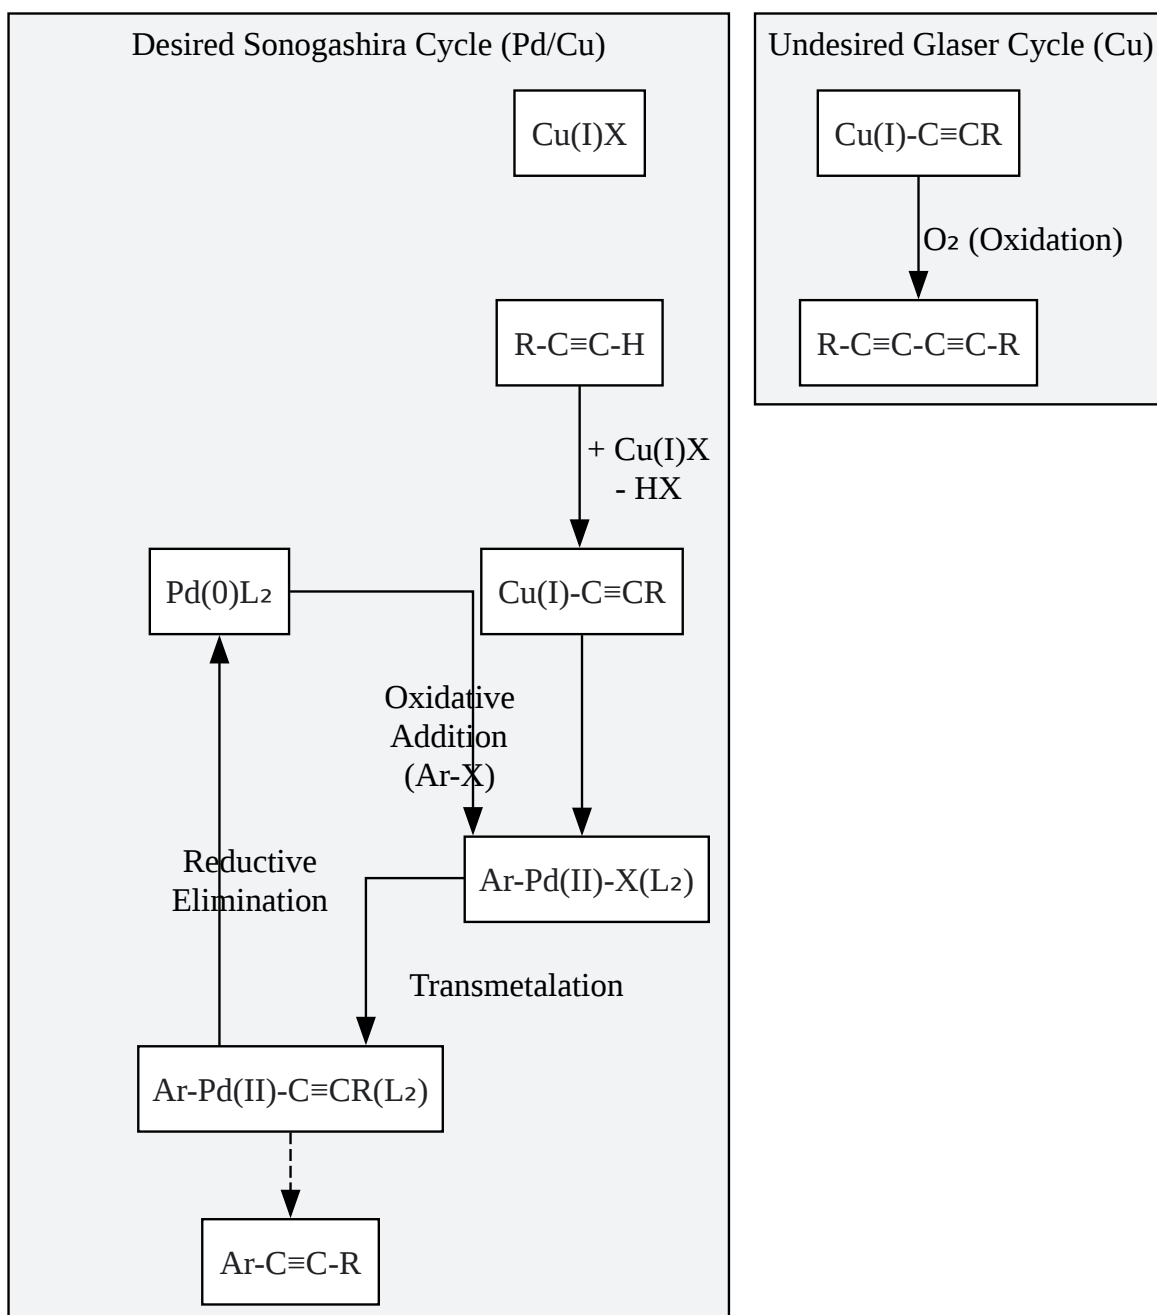 Desired Sonogashira Cycle (Pd/Cu)
Cu(I)X
R-C≡C-H
+ Cu(I)X
- HX
Pd(0)L₂
Cu(I)-C≡CR
Oxidative
Addition
(Ar-X)
Reductive
Elimination
Ar-Pd(II)-X(L₂)
Transmetalation
Ar-Pd(II)-C≡CR(L₂)
Ar-C≡C-R
Undesired Glaser Cycle (Cu)
Cu(I)-C≡CR
O₂ (Oxidation)
R-C≡C-C≡C-R